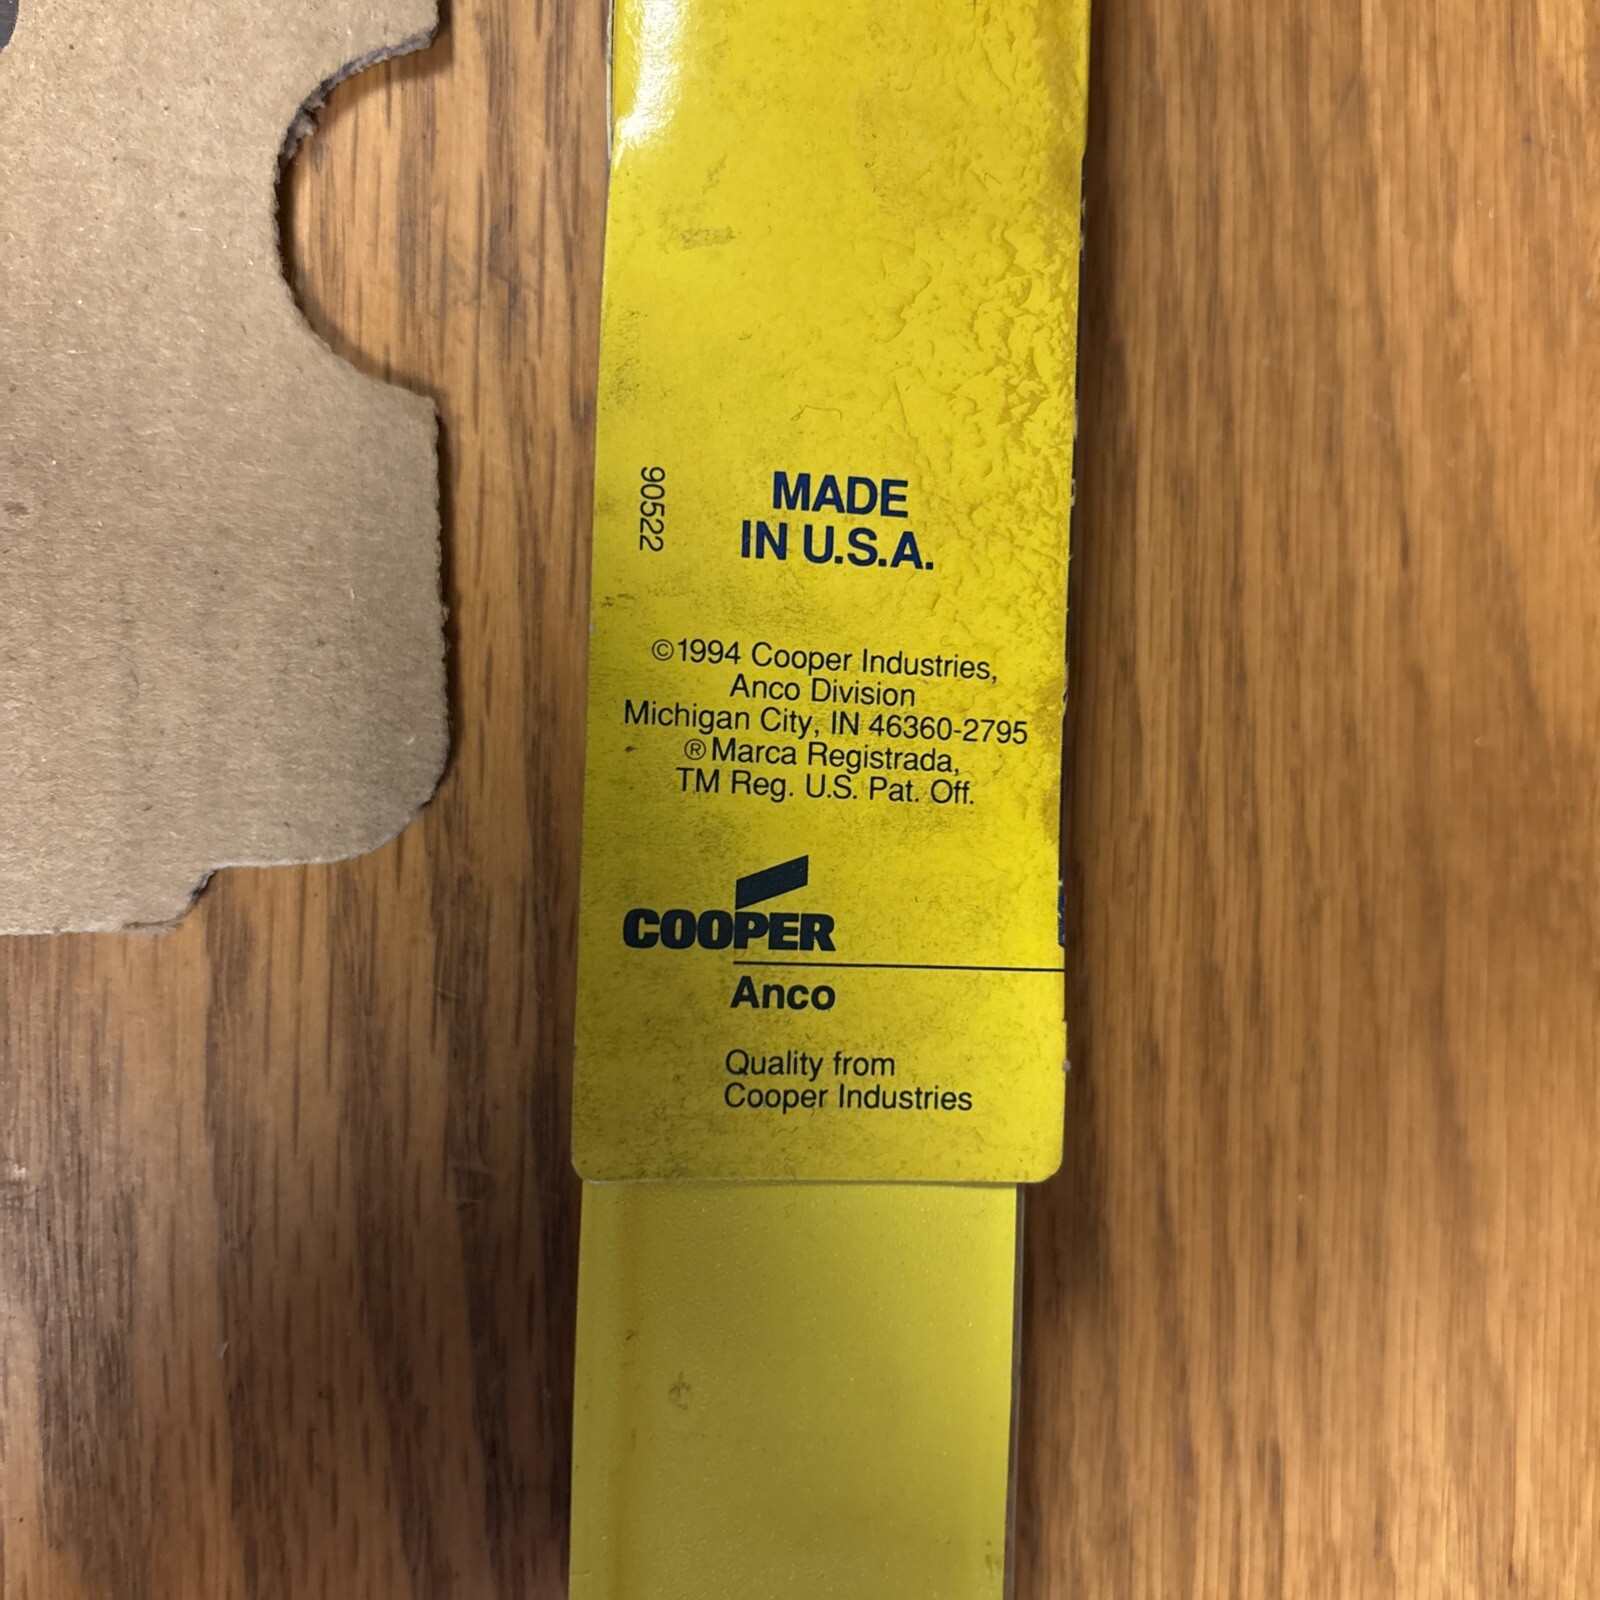 90522
MADE
IN U.S.A.
©1994 Cooper Industries,
Anco Division
Michigan City, IN 46360-2795
®Marca Registrada,
TM Reg. U.S. Pat. Off.
COOPER
Anco
Quality from
Cooper Industries